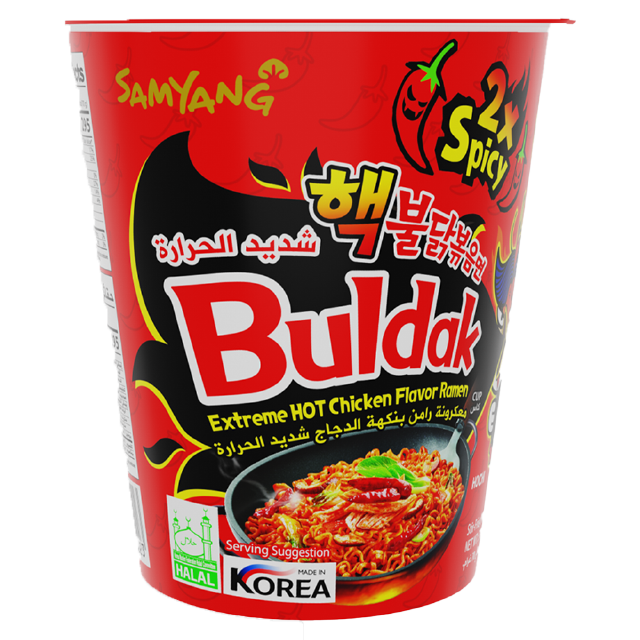 SAMYANG
2x
Spicy
핵불닭볶음면
شديد الحرارة
Buldak
Extreme HOT Chicken Flavor Ramen
معكرونة رامن بنكهة الدجاج شديد الحرارة
CUP
Serving Suggestion
HALAL
MADE IN
KOREA